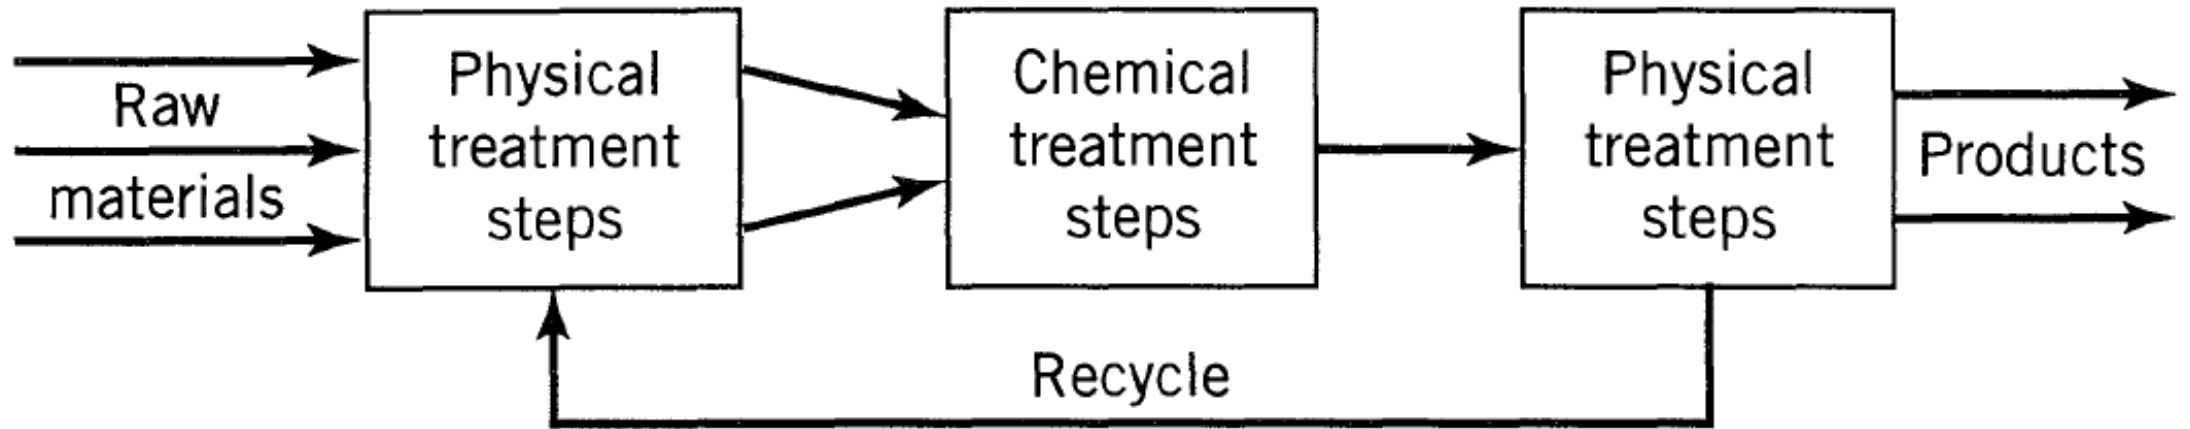 Raw
materials
Physical
treatment
steps
Chemical
treatment
steps
Physical
treatment
steps
Products
Recycle